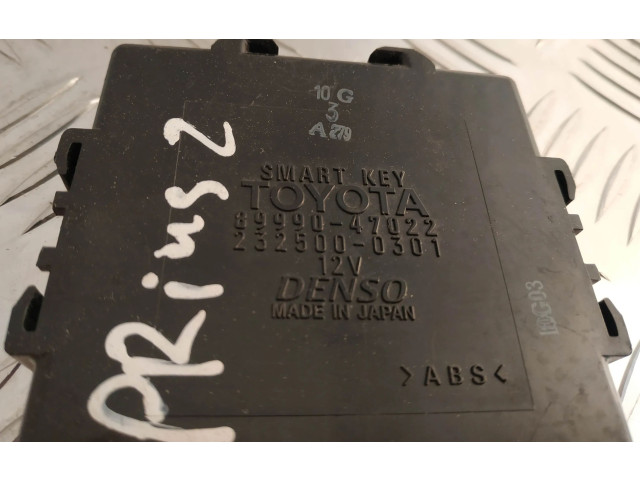 10 G
3
A 279
SMART KEY
TOYOTA
89990-47022
232500-0301
12V
DENSO
MADE IN JAPAN
>ABS<
PRius 2